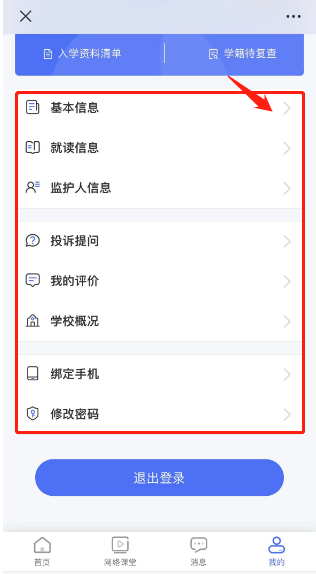 入学资料清单
学籍待复查
基本信息
就读信息
监护人信息
投诉提问
我的评价
学校概况
绑定手机
修改密码
退出登录
首页
网络课堂
消息
我的